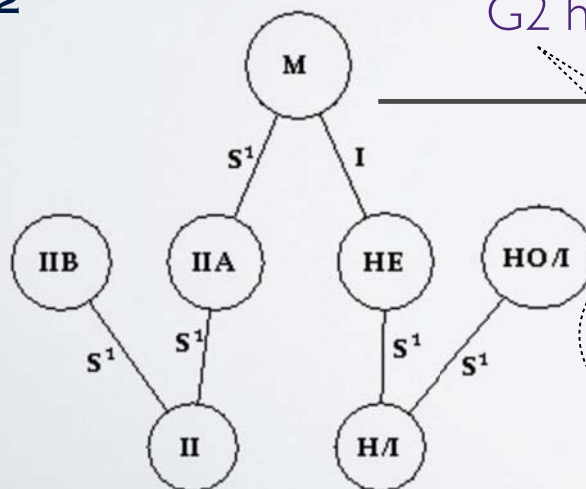 G2 h
M
S¹ I
IIB IIA HE HO/I
S¹ S¹ S¹ S¹
II H/I